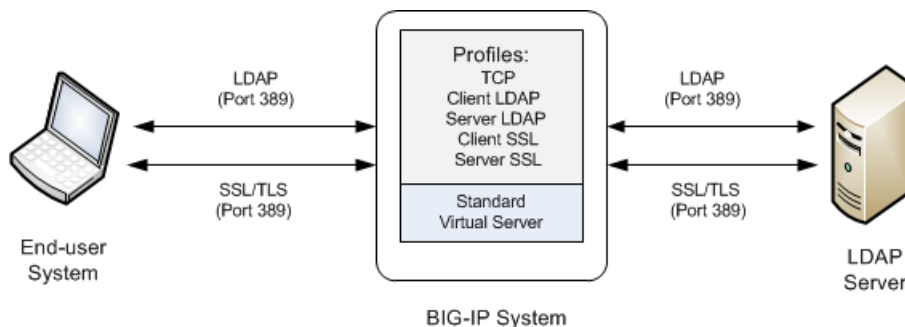 LDAP
(Port 389)
SSL/TLS
(Port 389)
End-user
System
Profiles:
TCP
Client LDAP
Server LDAP
Client SSL
Server SSL
Standard
Virtual Server
BIG-IP System
LDAP
(Port 389)
SSL/TLS
(Port 389)
LDAP
Server